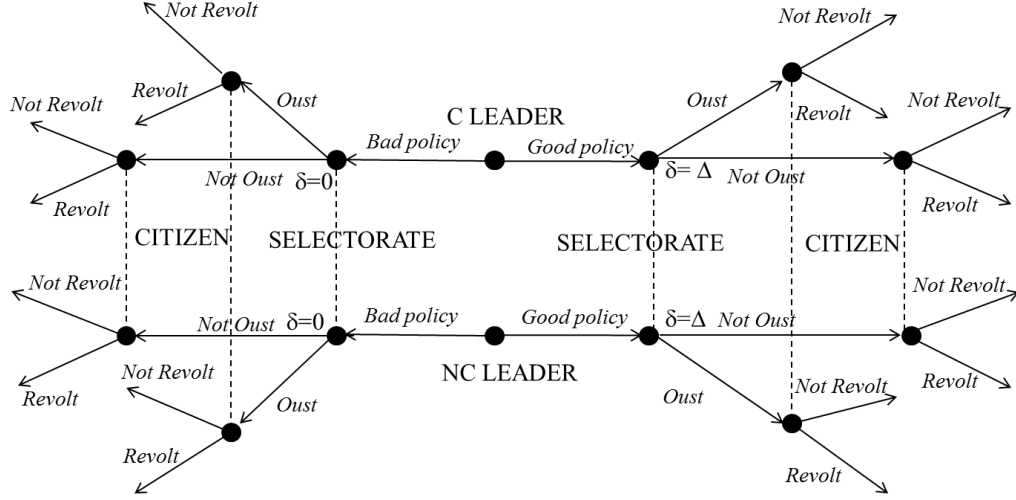 Not Revolt
Not Revolt
Revolt
Oust
Oust
Revolt
Not Revolt
Not Revolt
C LEADER
Bad policy
Good policy
Not Oust
δ=0
δ= Δ
Not Oust
Revolt
Revolt
CITIZEN
SELECTORATE
SELECTORATE
CITIZEN
Not Revolt
Not Revolt
Not Oust
δ=0
Bad policy
Good policy
δ=Δ
Not Oust
NC LEADER
Revolt
Not Revolt
Oust
Oust
Not Revolt
Revolt
Revolt
Revolt